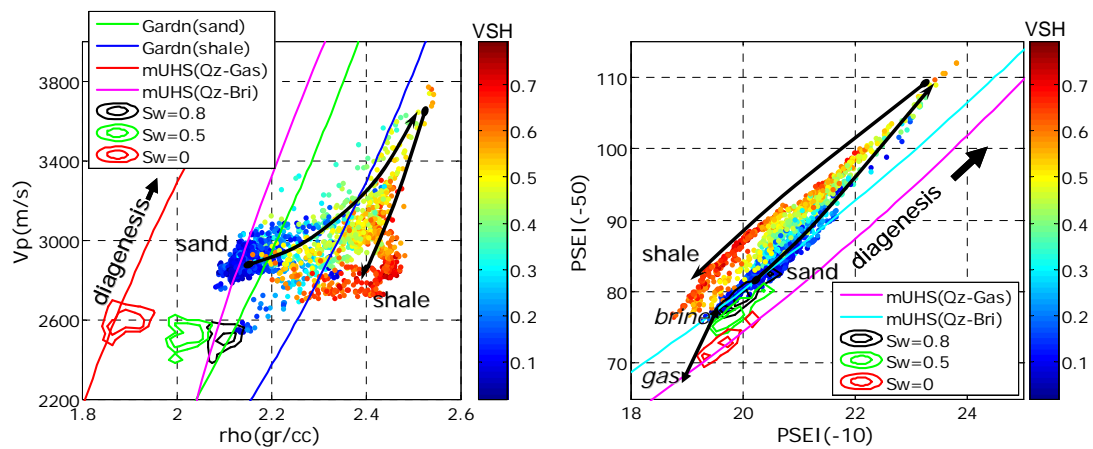 Gardn(sand)
Gardn(shale)
mUHS(Qz-Gas)
mUHS(Qz-Bri)
Sw=0.8
Sw=0.5
Sw=0
3800
3400
3000
2600
2200
Vp(m/s)
1.8
2
2.2
2.4
2.6
rho(gr/cc)
diagenesis
sand
shale
VSH
0.7
0.6
0.5
0.4
0.3
0.2
0.1
110
100
90
80
70
PSEI(-50)
18
20
22
24
PSEI(-10)
shale
sand
brine
gas
diagenesis
mUHS(Qz-Gas)
mUHS(Qz-Bri)
Sw=0.8
Sw=0.5
Sw=0
VSH
0.7
0.6
0.5
0.4
0.3
0.2
0.1